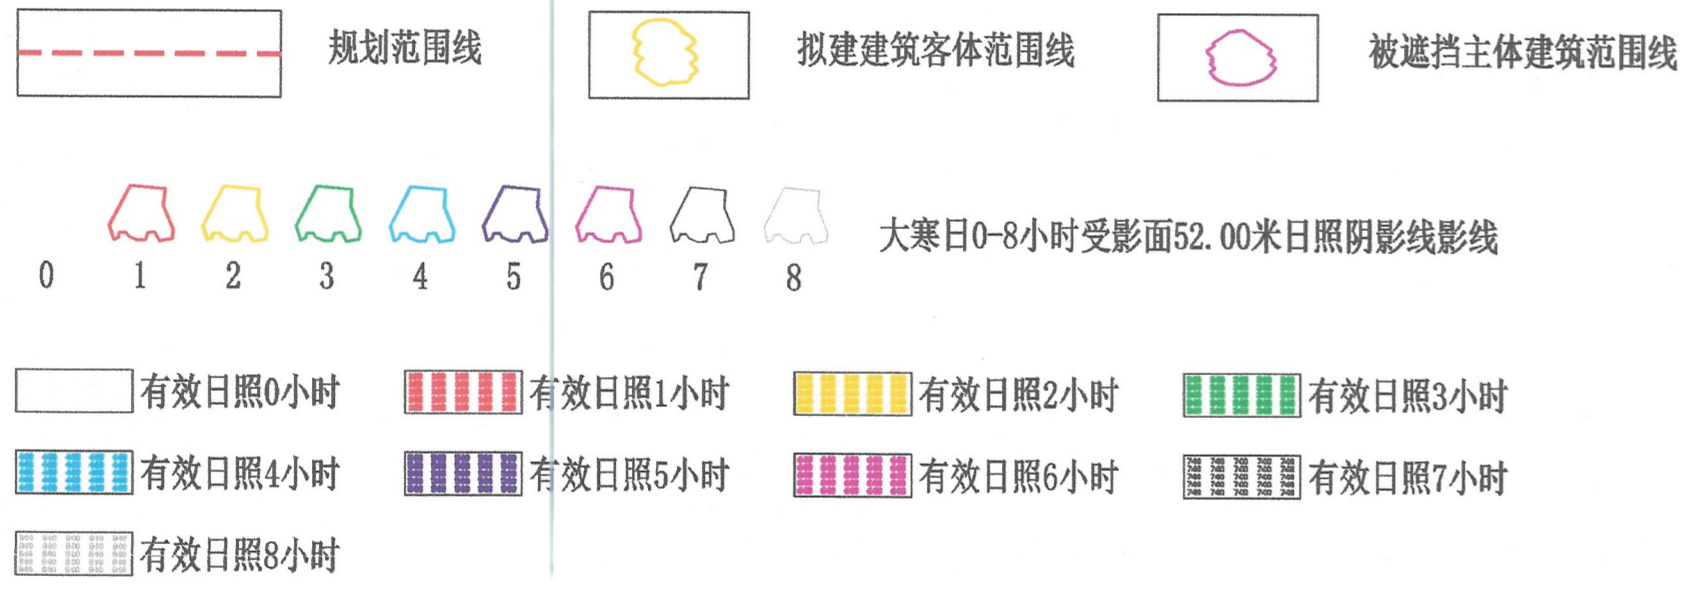 规划范围线 拟建建筑客体范围线 被遮挡主体建筑范围线
大寒日0-8小时受影面52.00米日照阴影线影线
0 1 2 3 4 5 6 7 8
有效日照0小时 有效日照1小时 有效日照2小时 有效日照3小时
有效日照4小时 有效日照5小时 有效日照6小时 有效日照7小时
有效日照8小时